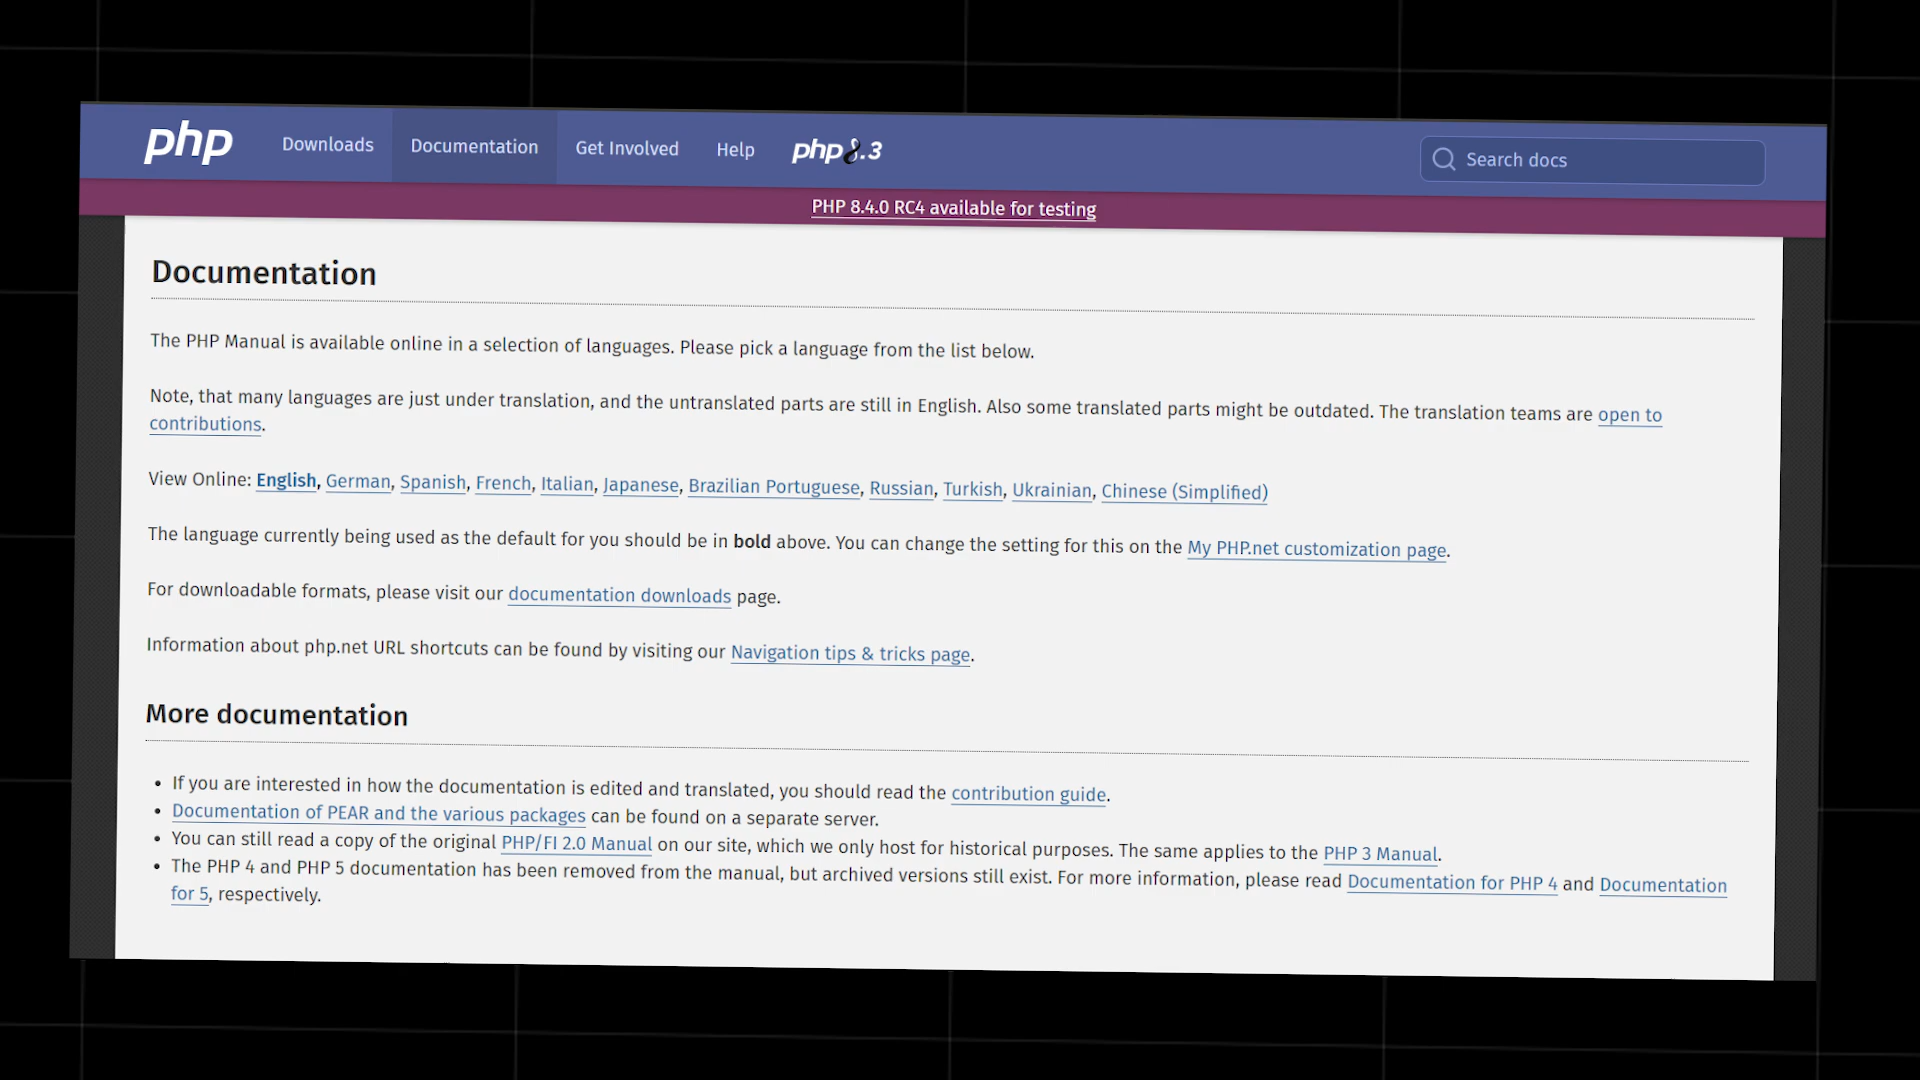 php Downloads Documentation Get Involved Help php 8.3 Search docs
PHP 8.4.0 RC4 available for testing
Documentation
The PHP Manual is available online in a selection of languages. Please pick a language from the list below.
Note, that many languages are just under translation, and the untranslated parts are still in English. Also some translated parts might be outdated. The translation teams are open to
contributions.
View Online: English, German, Spanish, French, Italian, Japanese, Brazilian Portuguese, Russian, Turkish, Ukrainian, Chinese (Simplified)
The language currently being used as the default for you should be in bold above. You can change the setting for this on the My PHP.net customization page.
For downloadable formats, please visit our documentation downloads page.
Information about php.net URL shortcuts can be found by visiting our Navigation tips & tricks page.
More documentation
• If you are interested in how the documentation is edited and translated, you should read the contribution guide.
• Documentation of PEAR and the various packages can be found on a separate server.
• You can still read a copy of the original PHP/FI 2.0 Manual on our site, which we only host for historical purposes. The same applies to the PHP 3 Manual.
• The PHP 4 and PHP 5 documentation has been removed from the manual, but archived versions still exist. For more information, please read Documentation for PHP 4 and Documentation
for 5, respectively.